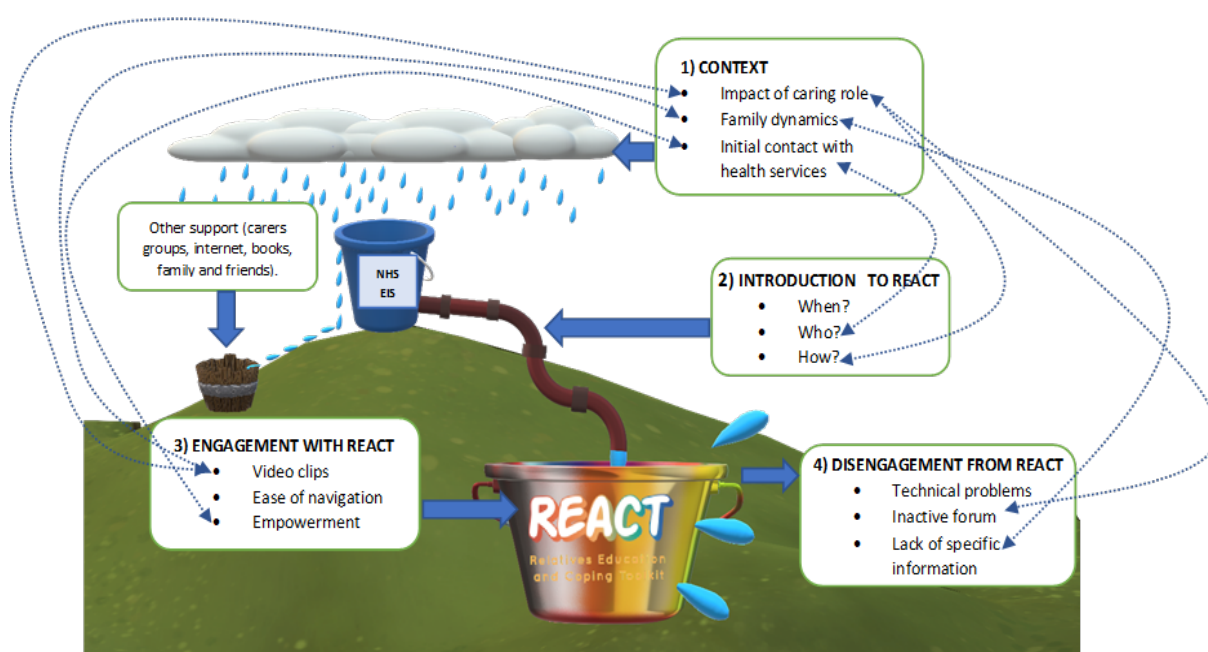 1) CONTEXT
• Impact of caring role
• Family dynamics
• Initial contact with
health services
Other support (carers
groups, internet, books,
family and friends).
NHS
EIS
2) INTRODUCTION TO REACT
• When?
• Who?
• How?
3) ENGAGEMENT WITH REACT
• Video clips
• Ease of navigation
• Empowerment
REACT
Relatives Education
and Coping Toolkit
4) DISENGAGEMENT FROM REACT
• Technical problems
• Inactive forum
• Lack of specific
information